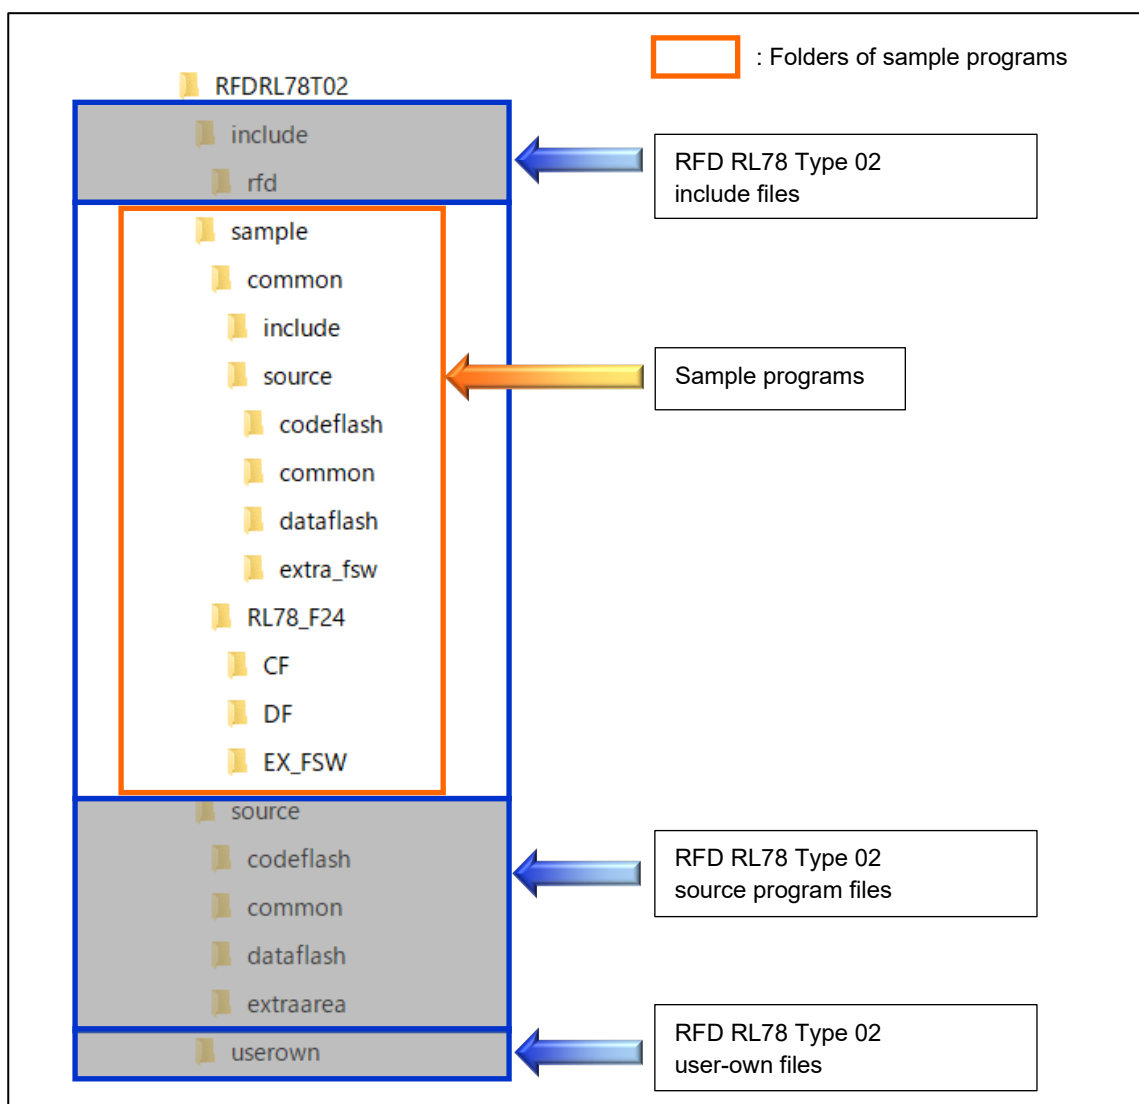 : Folders of sample programs
RFDRL78T02
include
rfd
RFD RL78 Type 02
include files
sample
common
include
source
Sample programs
codeflash
common
dataflash
extra_fsw
RL78_F24
CF
DF
EX_FSW
source
codeflash
common
dataflash
extraarea
RFD RL78 Type 02
source program files
userown
RFD RL78 Type 02
user-own files